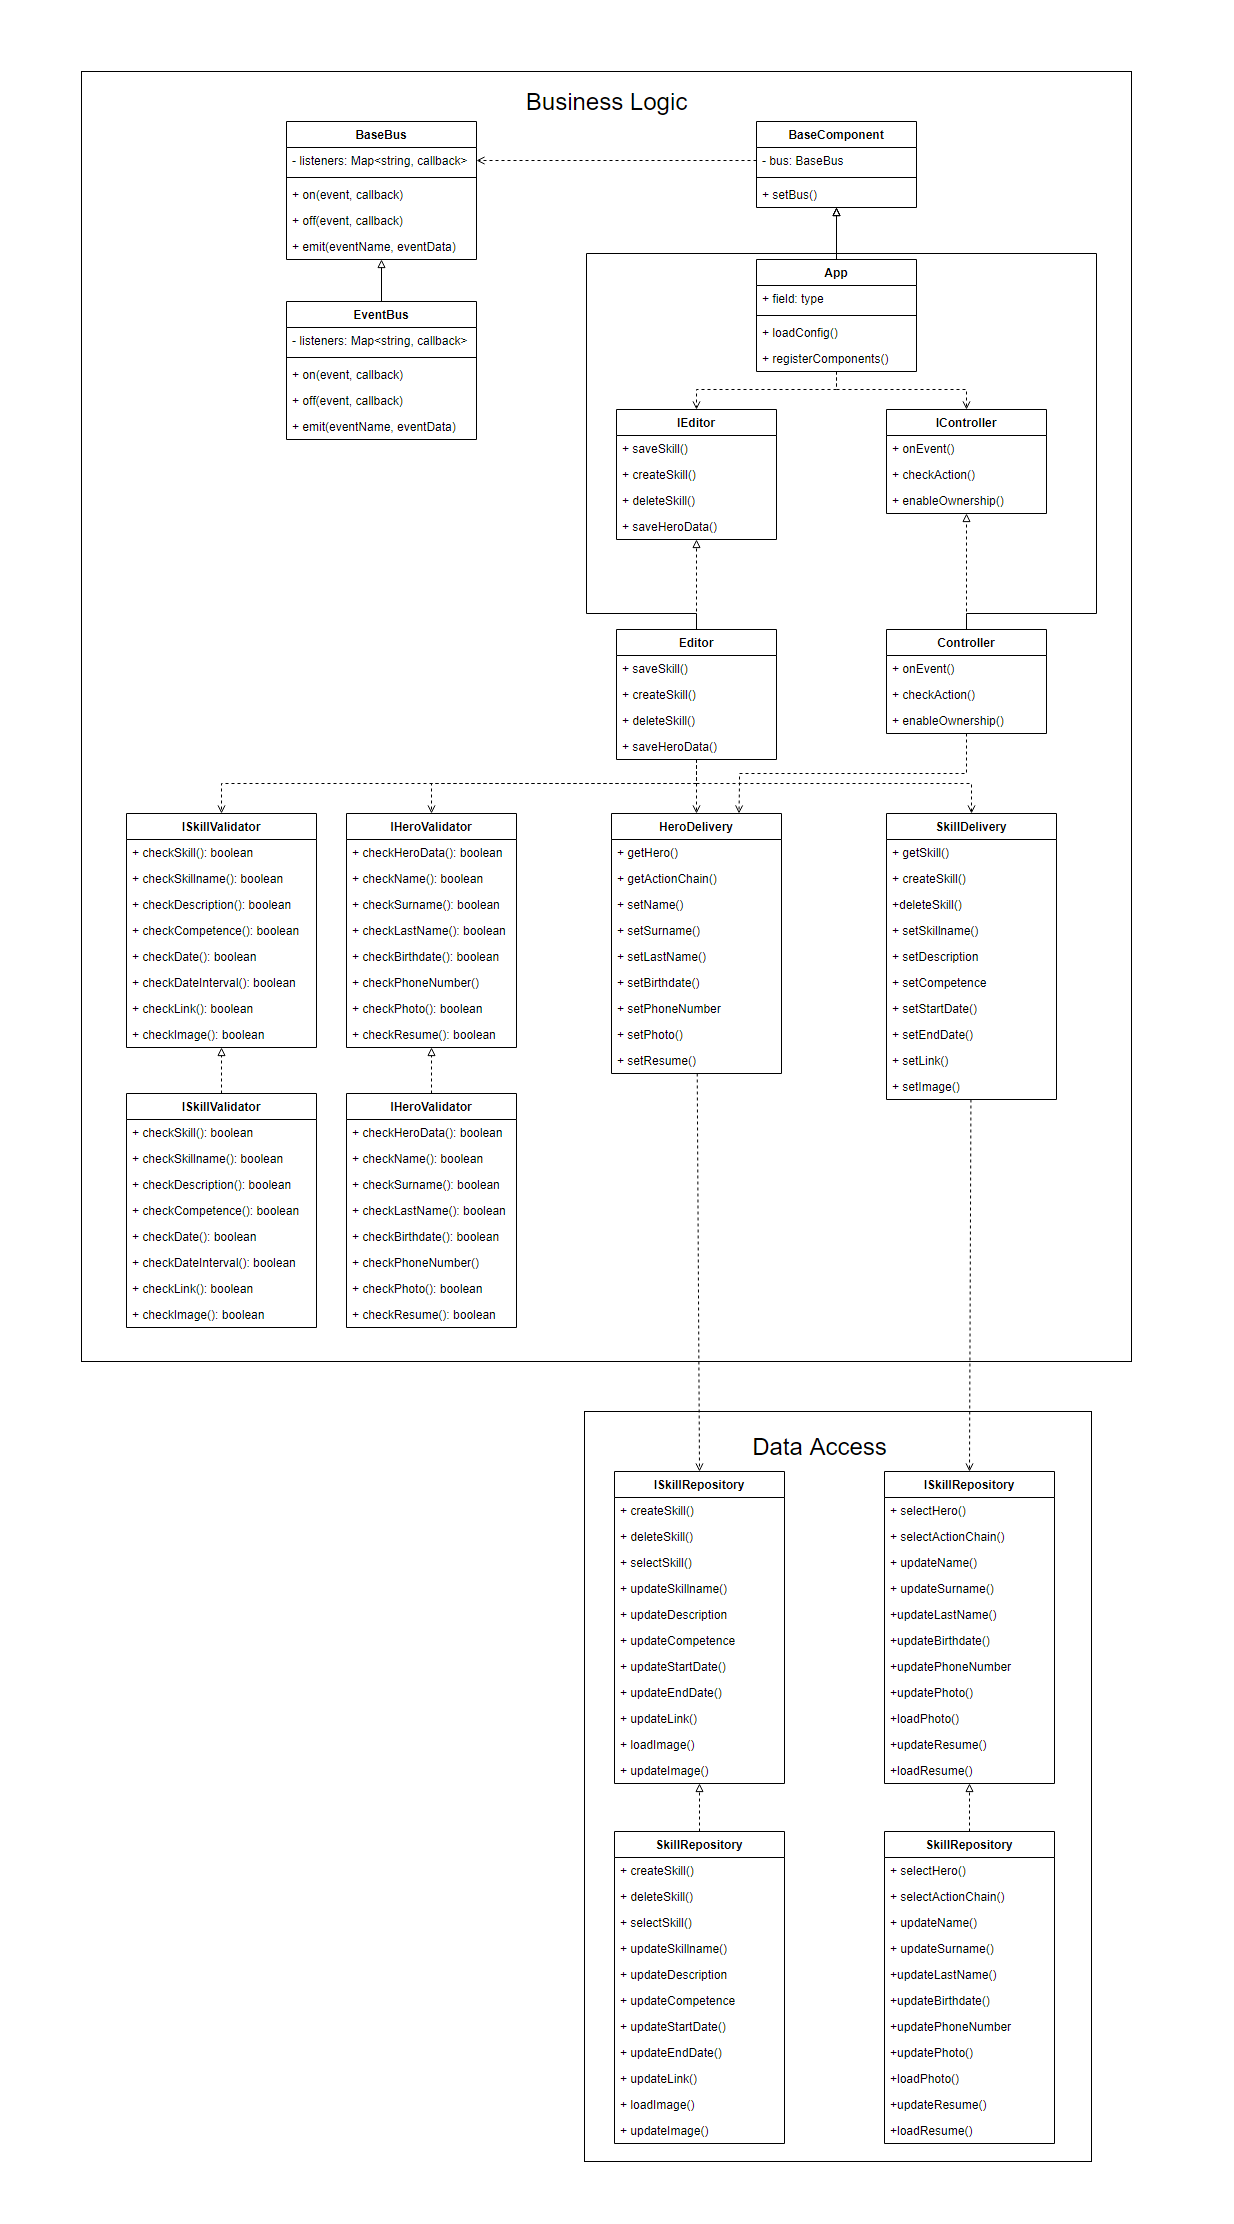 Business Logic
BaseBus
- listeners: Map<string, callback>
+ on(event, callback)
+ off(event, callback)
+ emit(eventName, eventData)
BaseComponent
- bus: BaseBus
+ setBus()
EventBus
- listeners: Map<string, callback>
+ on(event, callback)
+ off(event, callback)
+ emit(eventName, eventData)
App
+ field: type
+ loadConfig()
+ registerComponents()
IEditor
+ saveSkill()
+ createSkill()
+ deleteSkill()
+ saveHeroData()
IController
+ onEvent()
+ checkAction()
+ enableOwnership()
Editor
+ saveSkill()
+ createSkill()
+ deleteSkill()
+ saveHeroData()
Controller
+ onEvent()
+ checkAction()
+ enableOwnership()
ISkillValidator
+ checkSkill(): boolean
+ checkSkillname(): boolean
+ checkDescription(): boolean
+ checkCompetence(): boolean
+ checkDate(): boolean
+ checkDateInterval(): boolean
+ checkLink(): boolean
+ checkImage(): boolean
IHeroValidator
+ checkHeroData(): boolean
+ checkName(): boolean
+ checkSurname(): boolean
+ checkLastName(): boolean
+ checkBirthdate(): boolean
+ checkPhoneNumber()
+ checkPhoto(): boolean
+ checkResume(): boolean
HeroDelivery
+ getHero()
+ getActionChain()
+ setName()
+ setSurname()
+ setLastName()
+ setBirthdate()
+ setPhoneNumber
+ setPhoto()
+ setResume()
SkillDelivery
+ getSkill()
+ createSkill()
+deleteSkill()
+ setSkillname()
+ setDescription
+ setCompetence
+ setStartDate()
+ setEndDate()
+ setLink()
+ setImage()
ISkillValidator
+ checkSkill(): boolean
+ checkSkillname(): boolean
+ checkDescription(): boolean
+ checkCompetence(): boolean
+ checkDate(): boolean
+ checkDateInterval(): boolean
+ checkLink(): boolean
+ checkImage(): boolean
IHeroValidator
+ checkHeroData(): boolean
+ checkName(): boolean
+ checkSurname(): boolean
+ checkLastName(): boolean
+ checkBirthdate(): boolean
+ checkPhoneNumber()
+ checkPhoto(): boolean
+ checkResume(): boolean
Data Access
ISkillRepository
+ createSkill()
+ deleteSkill()
+ selectSkill()
+ updateSkillname()
+ updateDescription
+ updateCompetence
+ updateStartDate()
+ updateEndDate()
+ updateLink()
+ loadImage()
+ updateImage()
ISkillRepository
+ selectHero()
+ selectActionChain()
+ updateName()
+ updateSurname()
+updateLastName()
+updateBirthdate()
+updatePhoneNumber
+updatePhoto()
+loadPhoto()
+updateResume()
+loadResume()
SkillRepository
+ createSkill()
+ deleteSkill()
+ selectSkill()
+ updateSkillname()
+ updateDescription
+ updateCompetence
+ updateStartDate()
+ updateEndDate()
+ updateLink()
+ loadImage()
+ updateImage()
SkillRepository
+ selectHero()
+ selectActionChain()
+ updateName()
+ updateSurname()
+updateLastName()
+updateBirthdate()
+updatePhoneNumber
+updatePhoto()
+loadPhoto()
+updateResume()
+loadResume()